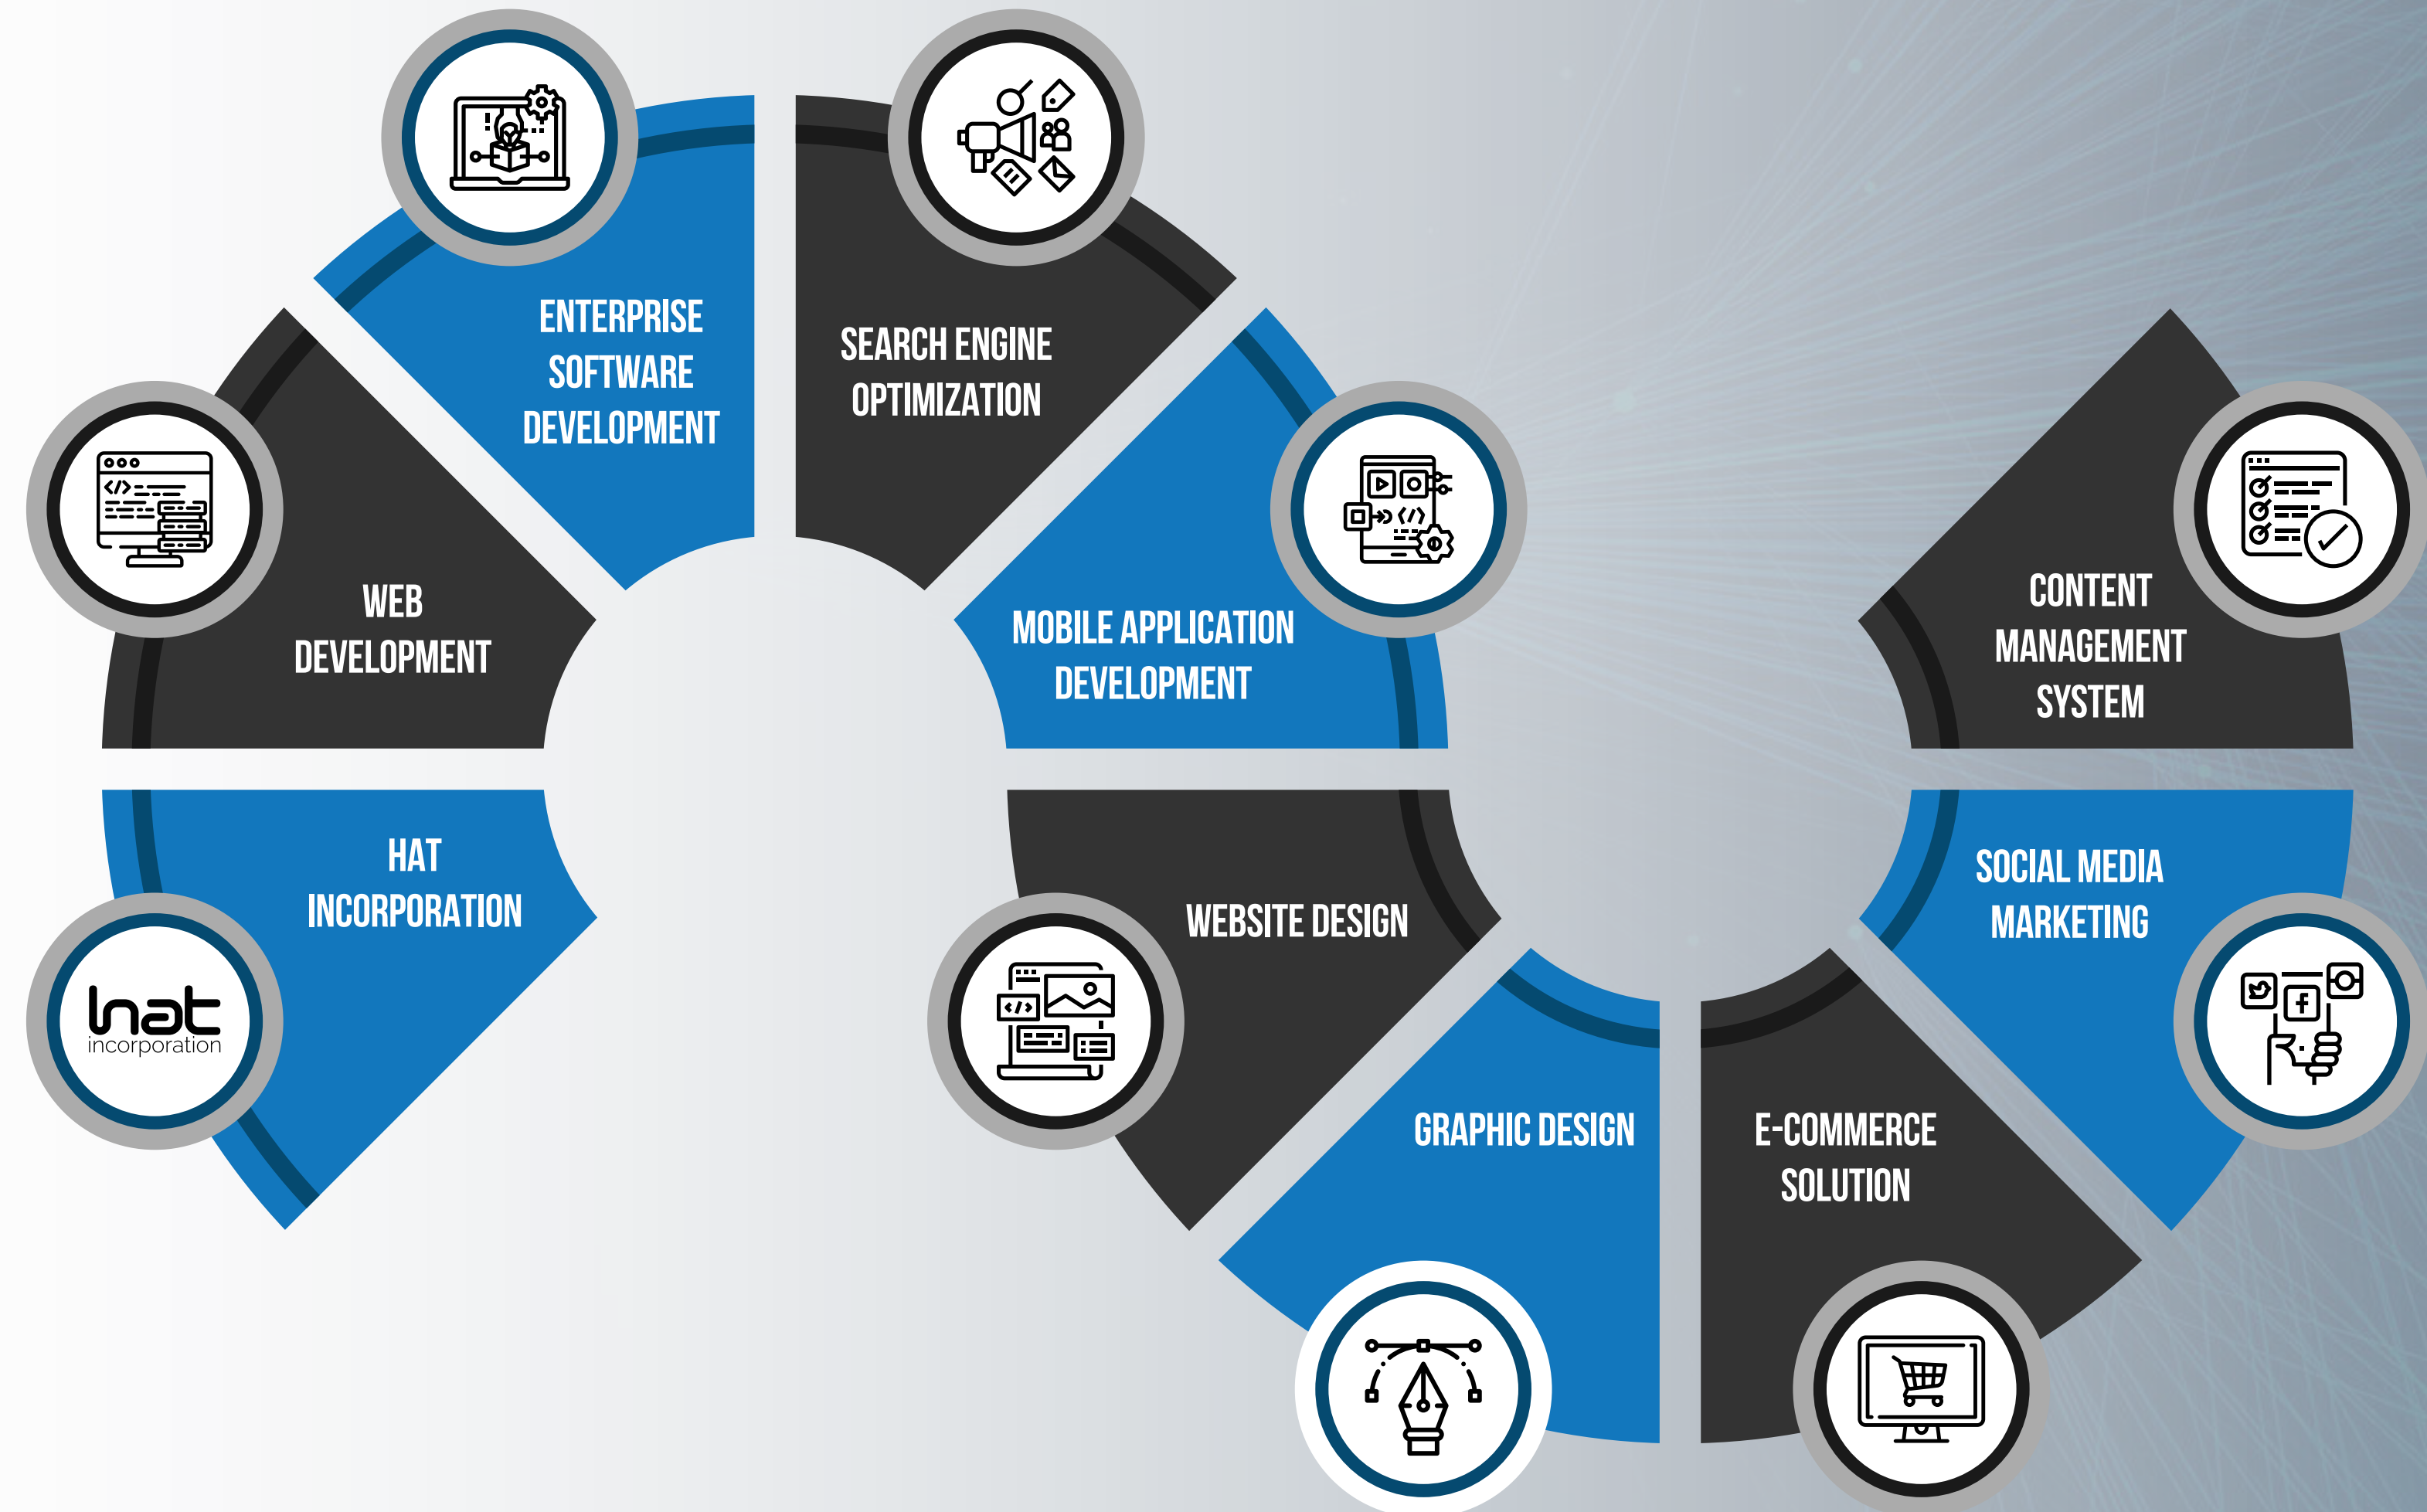 ENTERPRISE
SOFTWARE
DEVELOPMENT
SEARCH ENGINE
OPTIMIZATION
WEB
DEVELOPMENT
MOBILE APPLICATION
DEVELOPMENT
CONTENT
MANAGEMENT
SYSTEM
HAT
INCORPORATION
hat
incorporation
WEBSITE DESIGN
SOCIAL MEDIA
MARKETING
GRAPHIC DESIGN
E-COMMERCE
SOLUTION